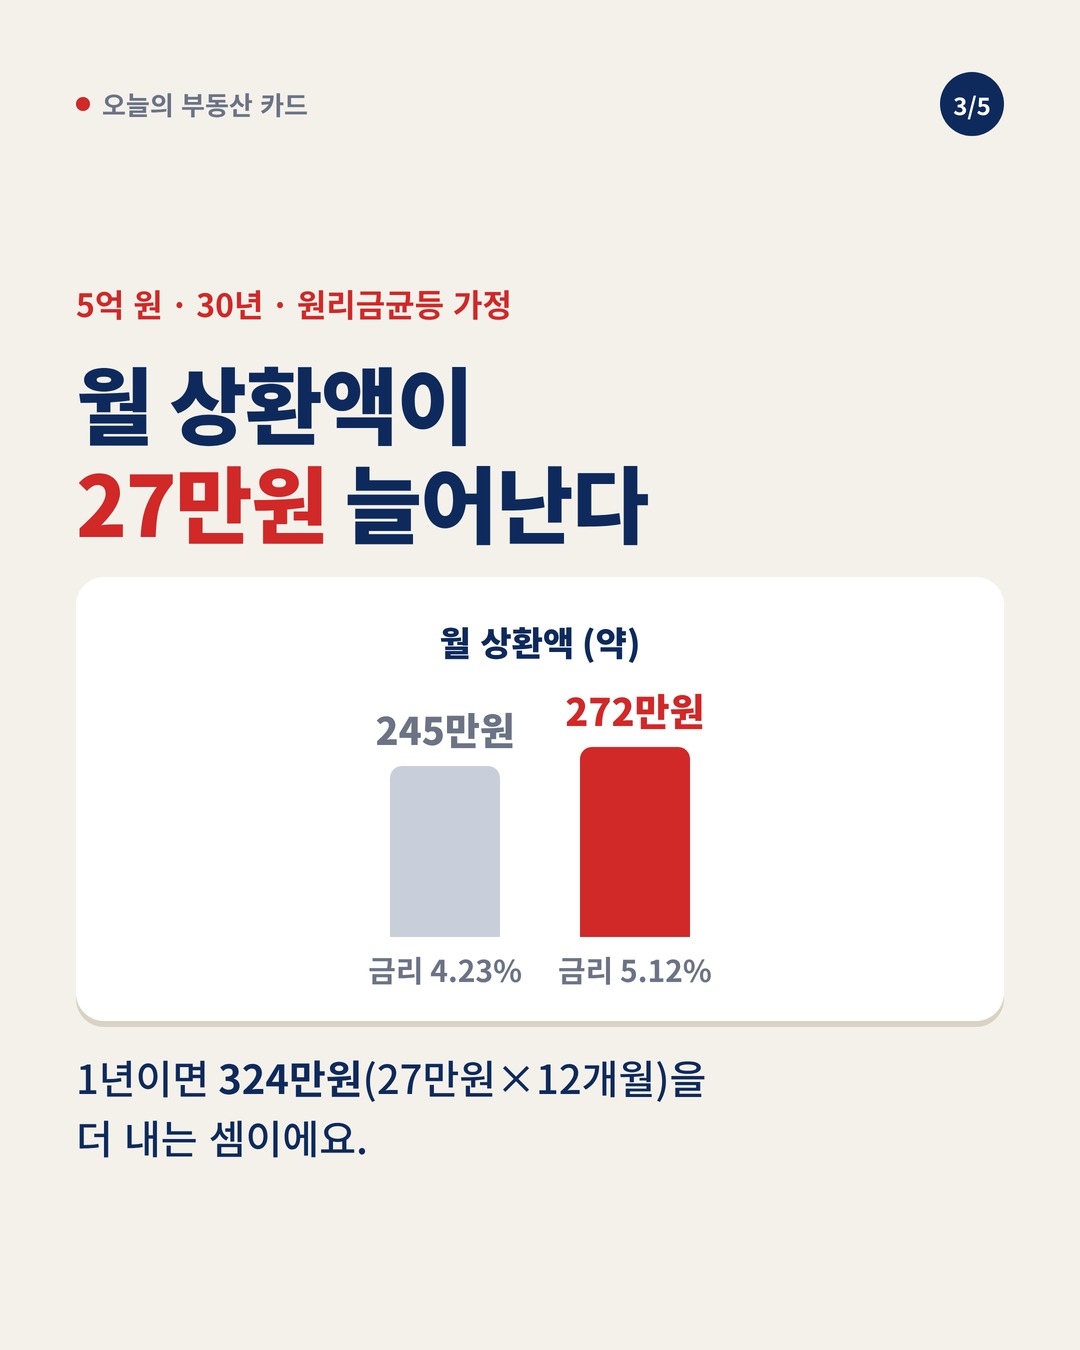 오늘의 부동산 카드
3/5
5억 원 · 30년 · 원리금균등 가정
월 상환액이
27만원 늘어난다
월 상환액 (약)
245만원
272만원
금리 4.23%
금리 5.12%
1년이면 324만원(27만원×12개월)을
더 내는 셈이에요.